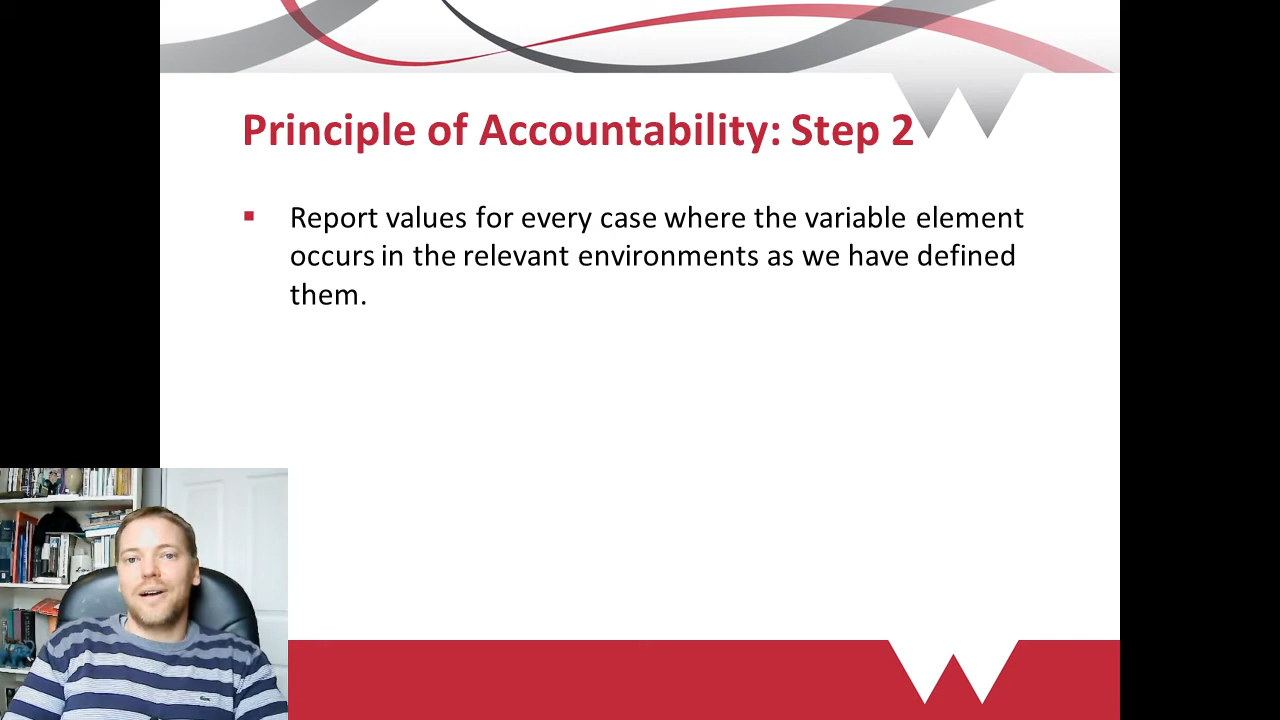 Principle of Accountability: Step 2
Report values for every case where the variable element
occurs in the relevant environments as we have defined
them.